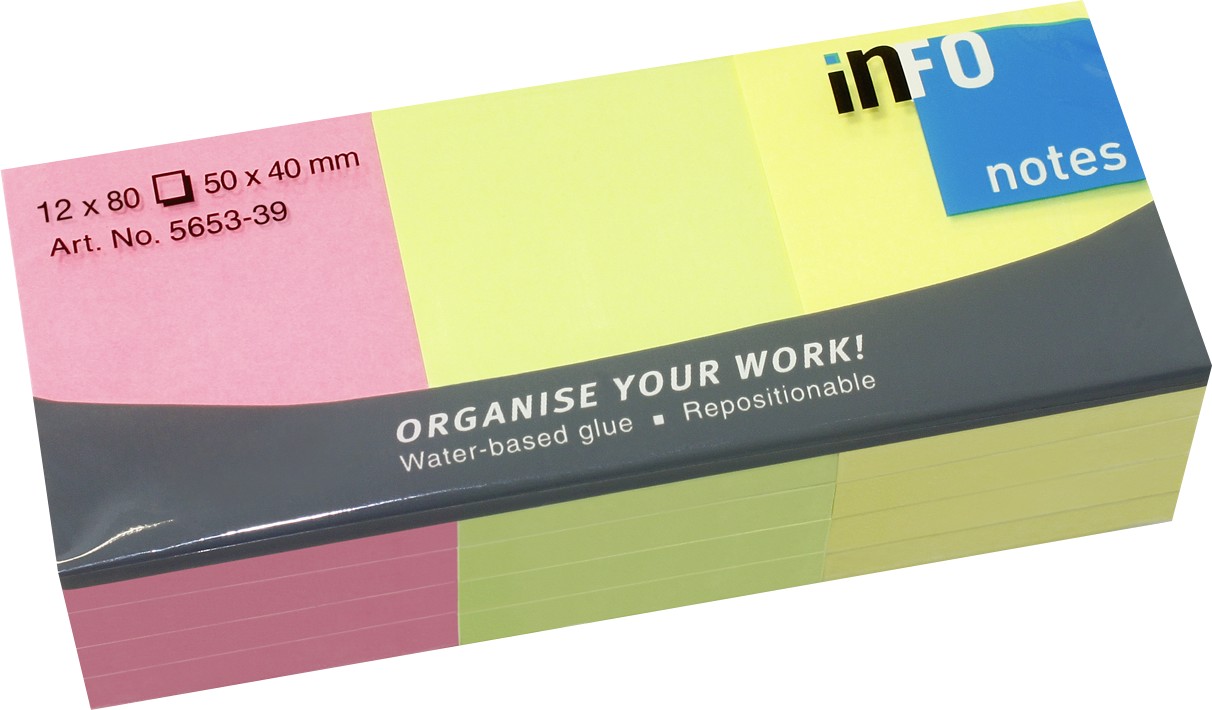 12 x 80 50 x 40 mm
Art. No. 5653-39
inFO
notes
ORGANISE YOUR WORK!
Water-based glue ▪ Repositionable